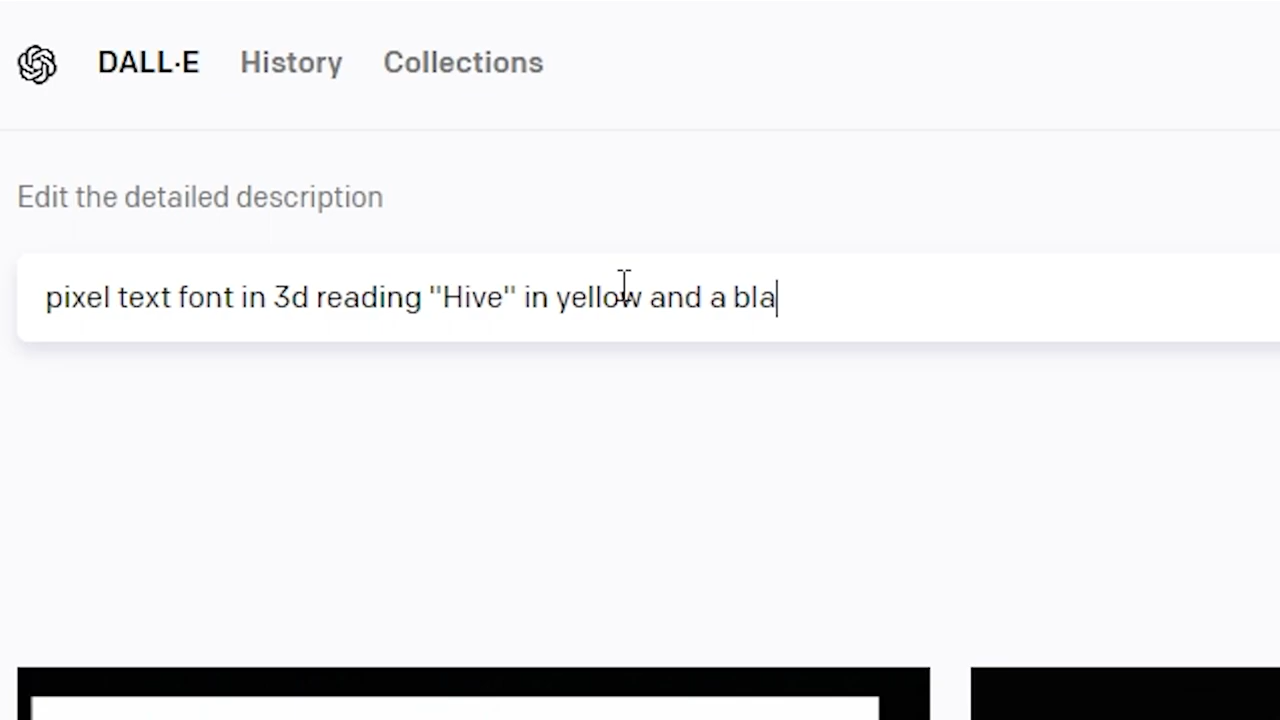 DALL·E History Collections
Edit the detailed description
pixel text font in 3d reading "Hive" in yellow and a bla